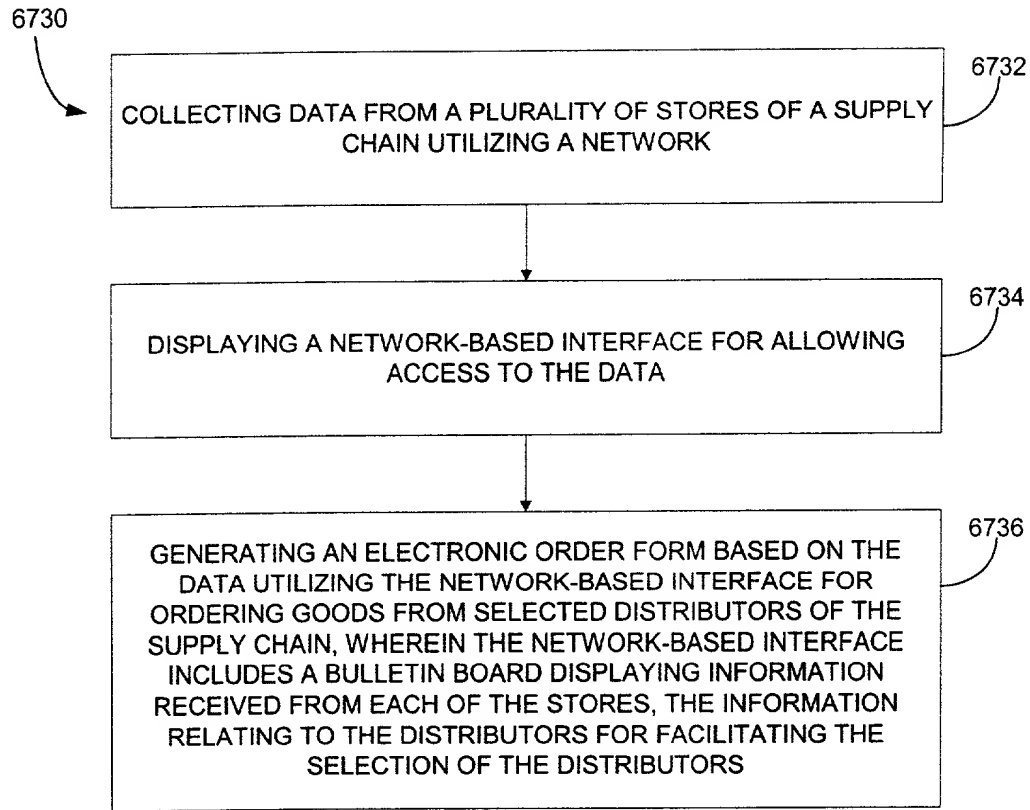 6730
6732
COLLECTING DATA FROM A PLURALITY OF STORES OF A SUPPLY
CHAIN UTILIZING A NETWORK
6734
DISPLAYING A NETWORK-BASED INTERFACE FOR ALLOWING
ACCESS TO THE DATA
6736
GENERATING AN ELECTRONIC ORDER FORM BASED ON THE
DATA UTILIZING THE NETWORK-BASED INTERFACE FOR
ORDERING GOODS FROM SELECTED DISTRIBUTORS OF THE
SUPPLY CHAIN, WHEREIN THE NETWORK-BASED INTERFACE
INCLUDES A BULLETIN BOARD DISPLAYING INFORMATION
RECEIVED FROM EACH OF THE STORES, THE INFORMATION
RELATING TO THE DISTRIBUTORS FOR FACILITATING THE
SELECTION OF THE DISTRIBUTORS